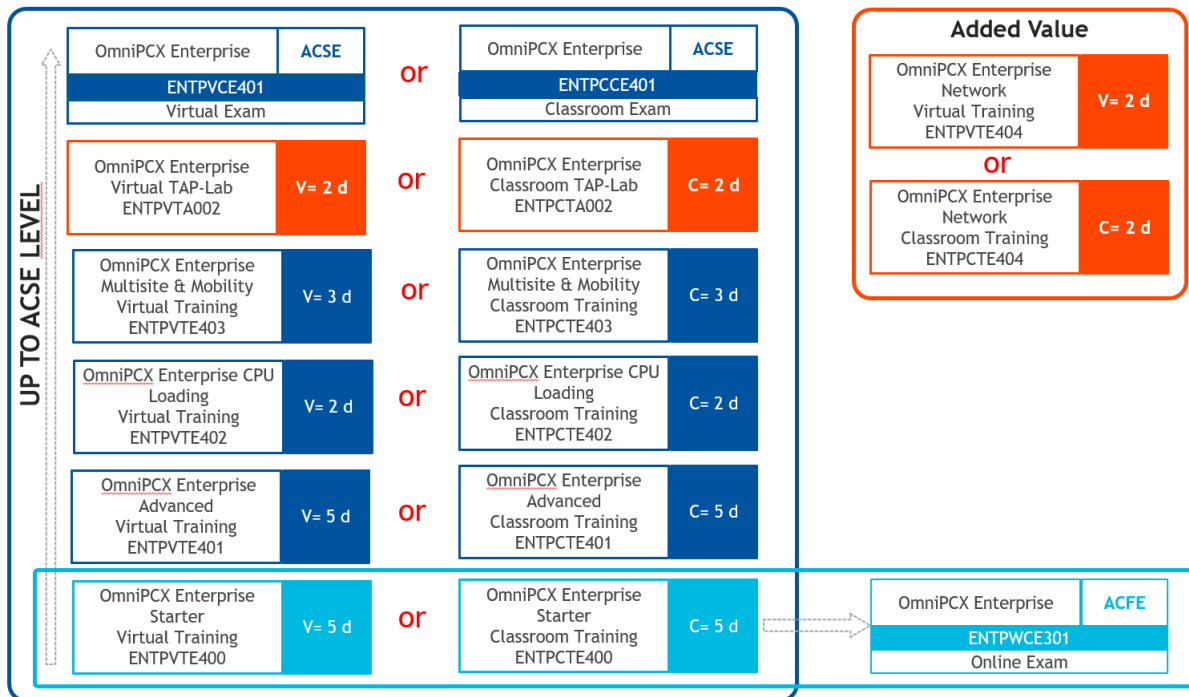 UP TO ACSE LEVEL
OmniPCX Enterprise
ACSE
ENTPVCE401
Virtual Exam
or
OmniPCX Enterprise
ACSE
ENTPCCE401
Classroom Exam
OmniPCX Enterprise
Virtual TAP-Lab
ENTPVTA002
V= 2 d
or
OmniPCX Enterprise
Classroom TAP-Lab
ENTPCTA002
C= 2 d
OmniPCX Enterprise
Multisite & Mobility
Virtual Training
ENTPVTE403
V= 3 d
or
OmniPCX Enterprise
Multisite & Mobility
Classroom Training
ENTPCTE403
C= 3 d
OmniPCX Enterprise CPU
Loading
Virtual Training
ENTPVTE402
V= 2 d
or
OmniPCX Enterprise CPU
Loading
Classroom Training
ENTPCTE402
C= 2 d
OmniPCX Enterprise
Advanced
Virtual Training
ENTPVTE401
V= 5 d
or
OmniPCX Enterprise
Advanced
Classroom Training
ENTPCTE401
C= 5 d
OmniPCX Enterprise
Starter
Virtual Training
ENTPVTE400
V= 5 d
or
OmniPCX Enterprise
Starter
Classroom Training
ENTPCTE400
C= 5 d
OmniPCX Enterprise
ACFE
ENTPWCE301
Online Exam
Added Value
OmniPCX Enterprise
Network
Virtual Training
ENTPVTE404
V= 2 d
or
OmniPCX Enterprise
Network
Classroom Training
ENTPCTE404
C= 2 d